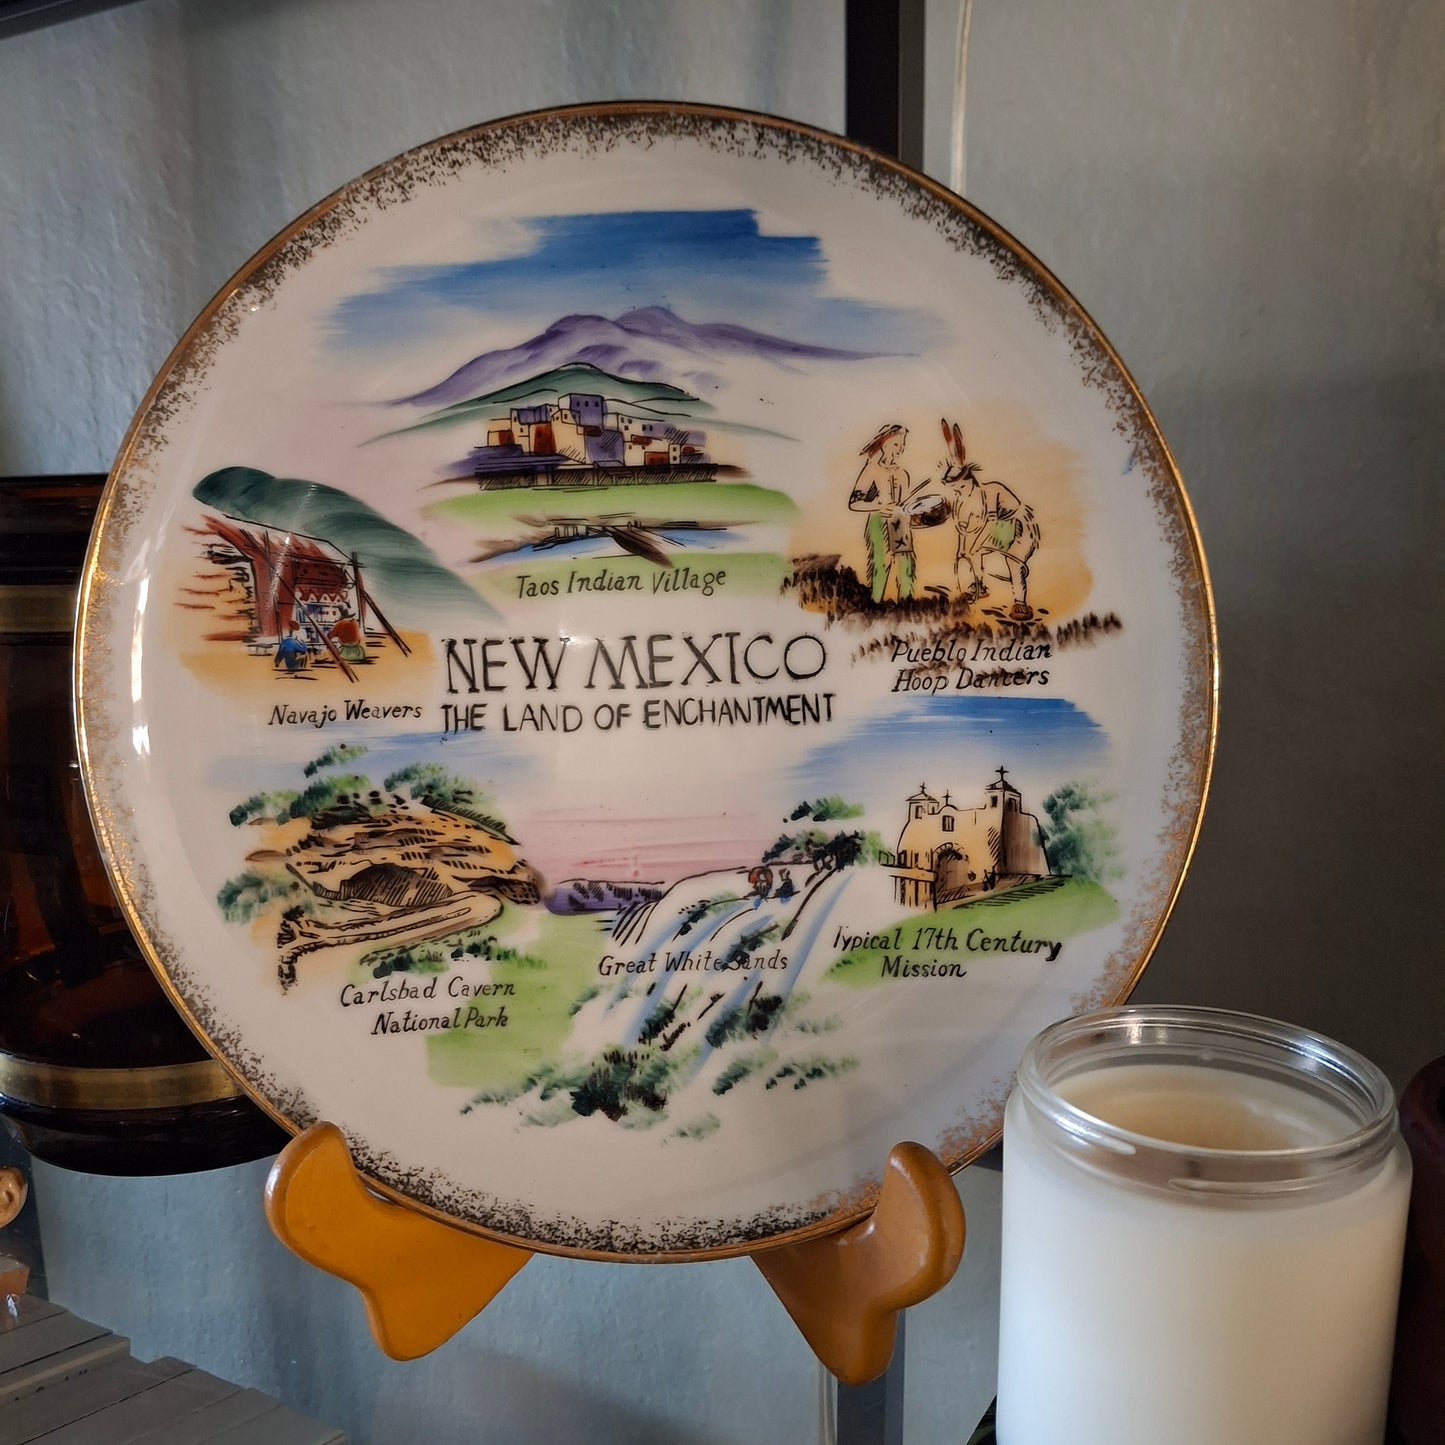 Taos Indian Village
NEW MEXICO
THE LAND OF ENCHANTMENT
Pueblo Indian
Hoop Dancers
Navajo Weavers
Carlsbad Cavern
National Park
Great White Sands
Typical 17th Century
Mission